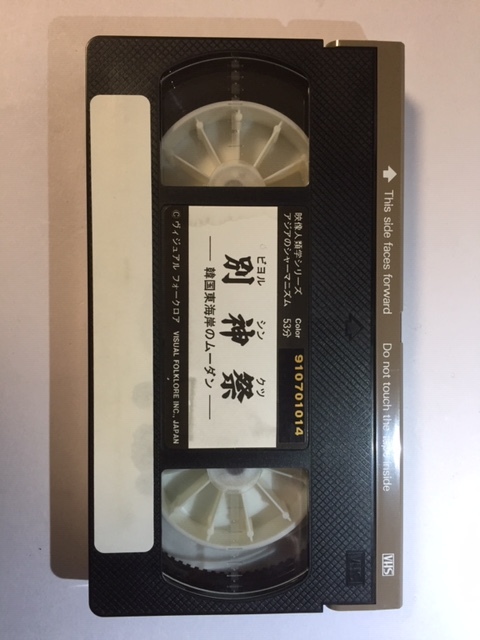 映像人類学シリーズ
アジアのシャーマニズム
Color
53分
910701014
ビヨル シン クッ
別神祭
—韓国東海岸のムーダン—
© ヴィジュアル フォークロア VISUAL FOLKLORE INC., JAPAN
This side faces forward Do not touch the tape inside
VHS